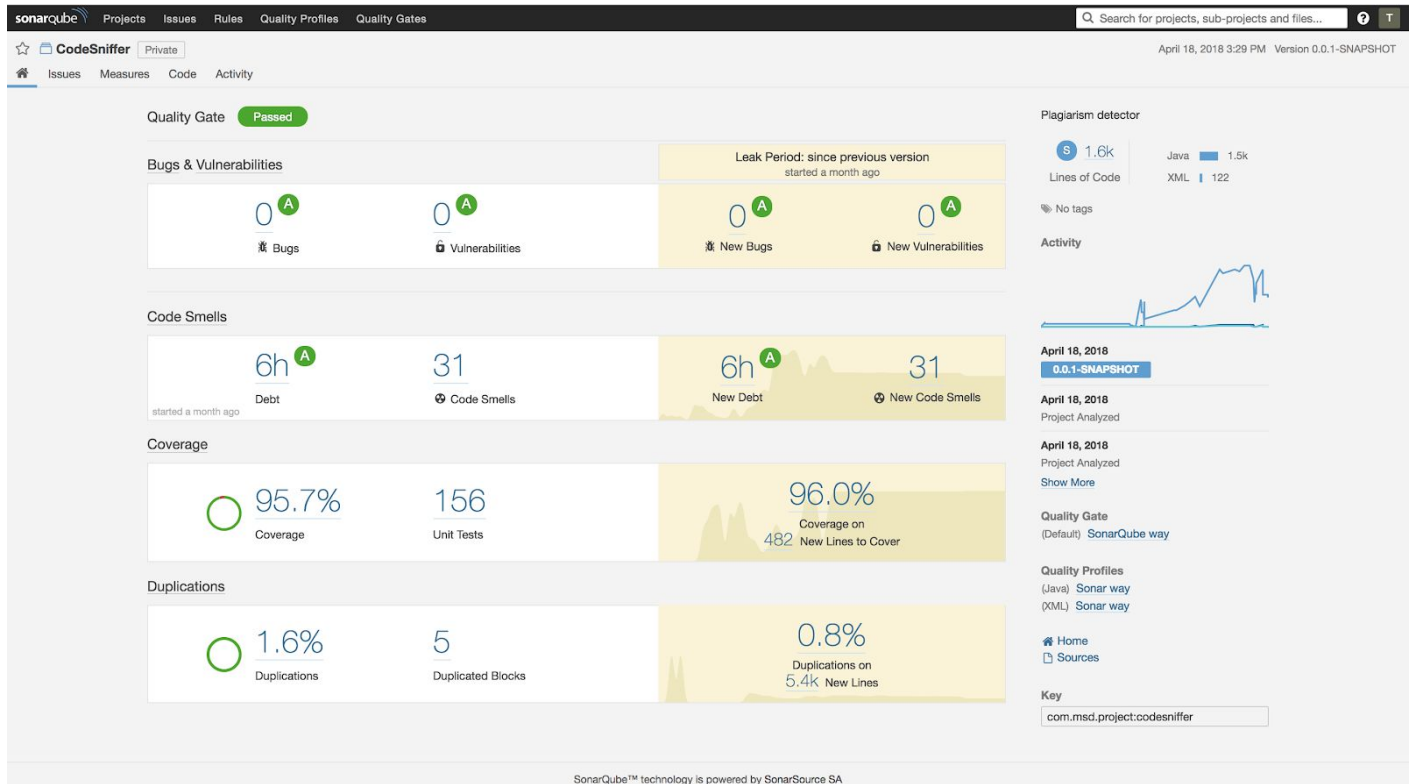 sonarqube Projects Issues Rules Quality Profiles Quality Gates Search for projects, sub-projects and files... ? T
CodeSniffer Private April 18, 2018 3:29 PM Version 0.0.1-SNAPSHOT
Issues Measures Code Activity
Quality Gate Passed
Bugs & Vulnerabilities
Leak Period: since previous version
started a month ago
0 A 0 A 0 A 0 A
Bugs Vulnerabilities New Bugs New Vulnerabilities
Code Smells
6h A 31 6h A 31
Debt Code Smells New Debt New Code Smells
started a month ago
Coverage
95.7% 156 96.0%
Coverage Unit Tests Coverage on
482 New Lines to Cover
Duplications
1.6% 5 0.8%
Duplications Duplicated Blocks Duplications on
5.4k New Lines
Plagiarism detector
S 1.6k Java 1.5k
Lines of Code XML 122
No tags
Activity
April 18, 2018
0.0.1-SNAPSHOT
April 18, 2018
Project Analyzed
April 18, 2018
Project Analyzed
Show More
Quality Gate
(Default) SonarQube way
Quality Profiles
(Java) Sonar way
(XML) Sonar way
Home
Sources
Key
com.msd.project:codesniffer
SonarQube™ technology is powered by SonarSource SA